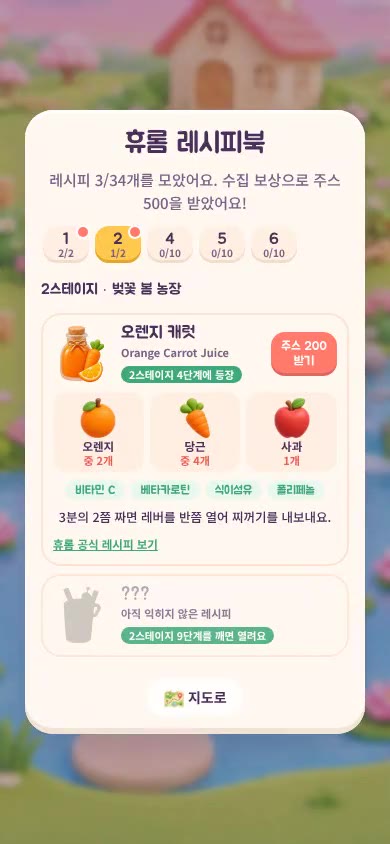 휴롬 레시피북
레시피 3/34개를 모았어요. 수집 보상으로 주스
500을 받았어요!
1
2/2
2
1/2
4
0/10
5
0/10
6
0/10
2스테이지 · 벚꽃 봄 농장
오렌지 캐럿
Orange Carrot Juice
2스테이지 4단계에 등장
주스 200
받기
오렌지
중 2개
당근
중 4개
사과
1개
비타민 C
베타카로틴
식이섬유
폴리페놀
3분의 2쯤 짜면 레버를 반쯤 열어 찌꺼기를 내보내요.
휴롬 공식 레시피 보기
???
아직 익히지 않은 레시피
2스테이지 9단계를 깨면 열려요
지도로